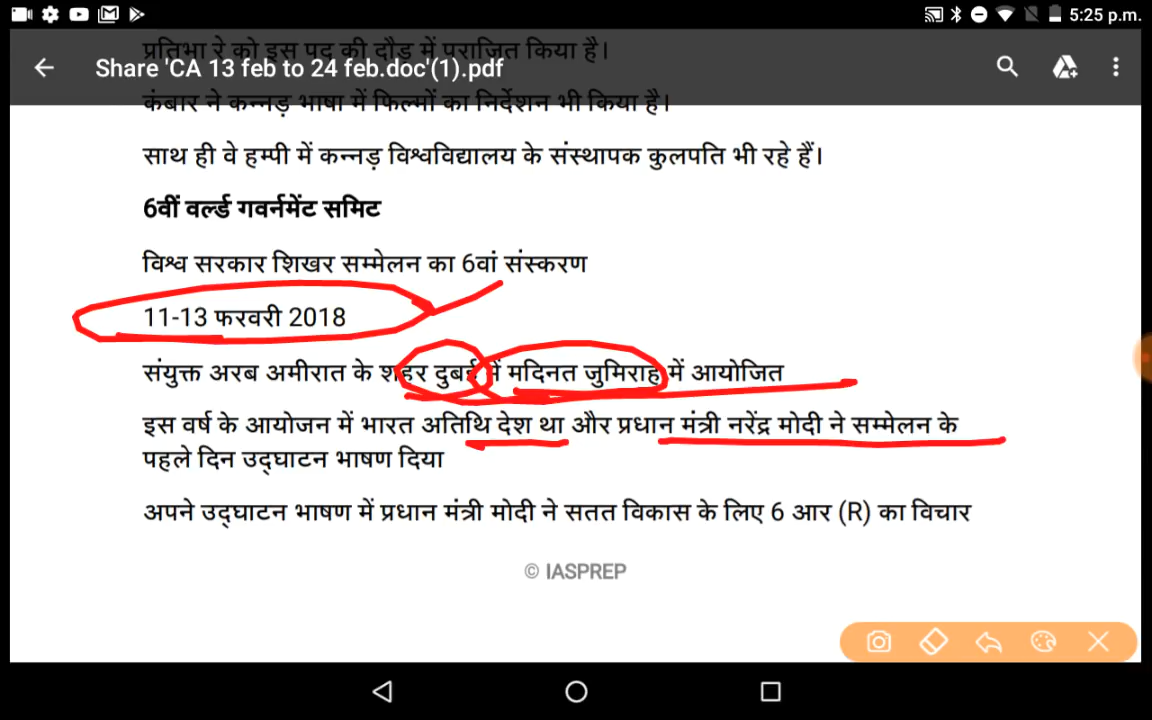 5:25 p.m.
प्रतिभा रे को इस पद की दौड़ में पराजित किया है।
Share 'CA 13 feb to 24 feb.doc'(1).pdf
कंबार ने कन्नड़ भाषा में फिल्मों का निर्देशन भी किया है।
साथ ही वे हम्पी में कन्नड़ विश्वविद्यालय के संस्थापक कुलपति भी रहे हैं।
6वीं वर्ल्ड गवर्नमेंट समिट
विश्व सरकार शिखर सम्मेलन का 6वां संस्करण
11-13 फरवरी 2018
संयुक्त अरब अमीरात के शहर दुबई में मदिनत जुमिराह में आयोजित
इस वर्ष के आयोजन में भारत अतिथि देश था और प्रधान मंत्री नरेंद्र मोदी ने सम्मेलन के
पहले दिन उद्घाटन भाषण दिया
अपने उद्घाटन भाषण में प्रधान मंत्री मोदी ने सतत विकास के लिए 6 आर (R) का विचार
© IASPREP